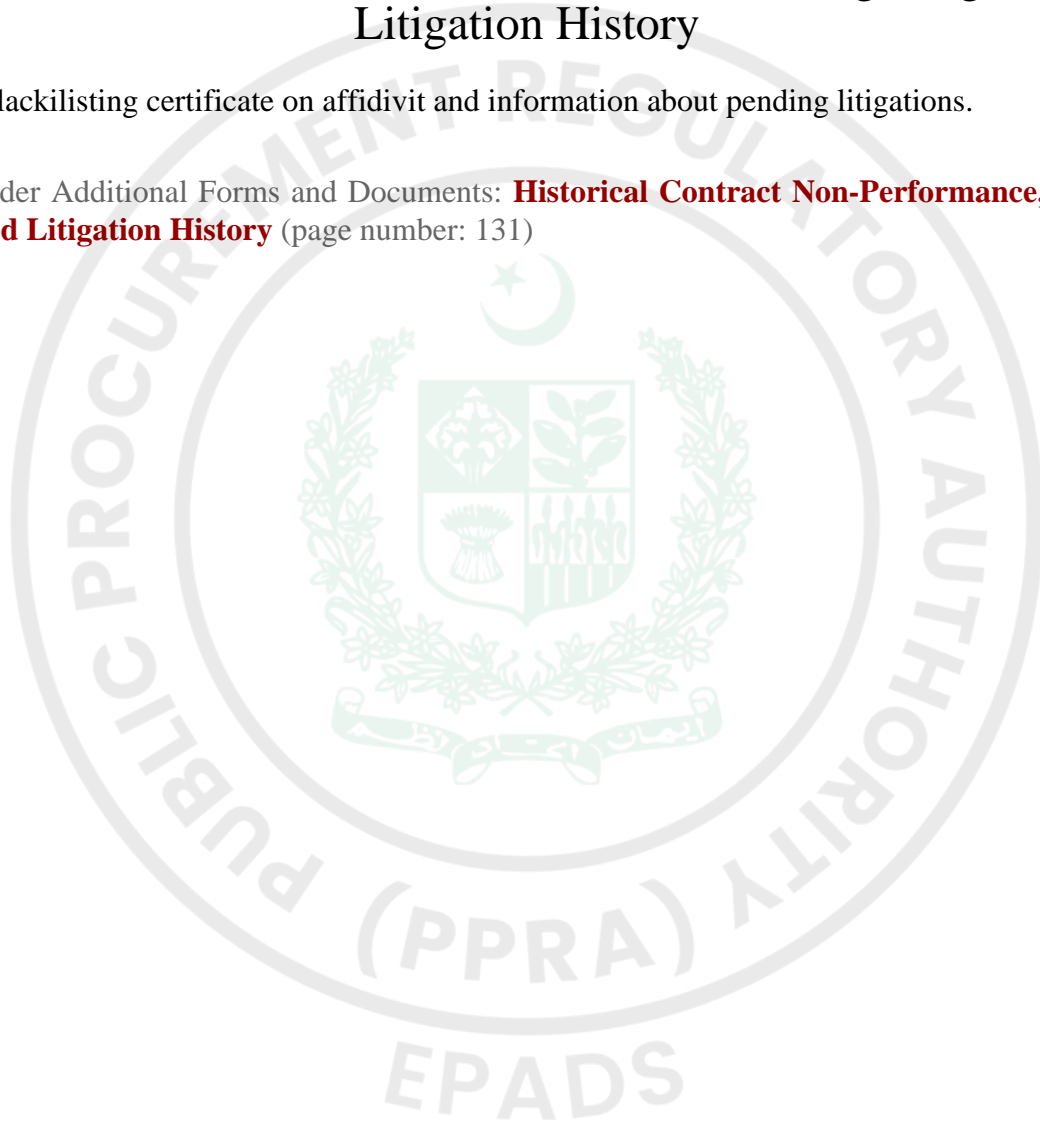 Litigation History
lackilisting certificate on affidivit and information about pending litigations.
der Additional Forms and Documents: Historical Contract Non-Performance,
d Litigation History (page number: 131)
PUBLIC PROCUREMENT REGULATORY AUTHORITY
(PPRA)
EPADS